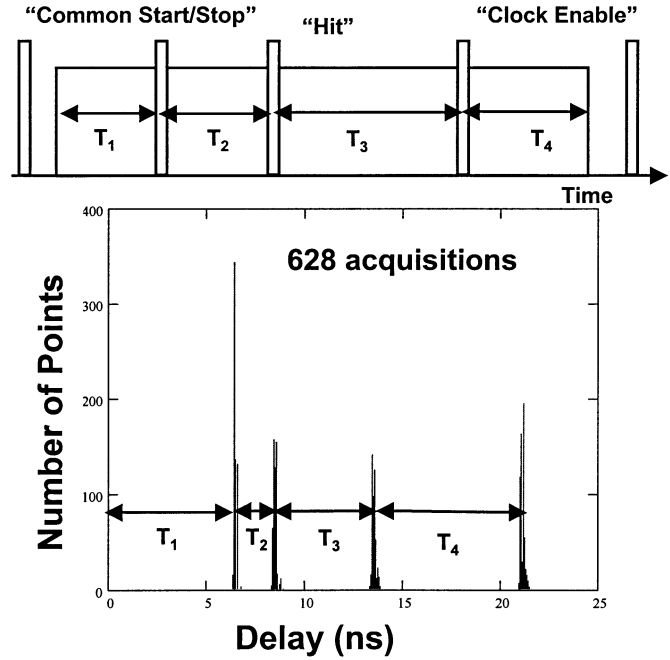 “Common Start/Stop”
“Hit”
“Clock Enable”
T1
T2
T3
T4
Time
400
628 acquisitions
300
200
100
0
Number of Points
T1
T2
T3
T4
0
5
10
15
20
25
Delay (ns)